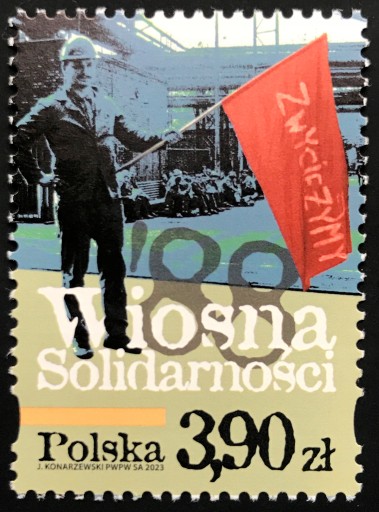 ZWYCIĘŻYMY
'88
Wiosna
Solidarności
Polska 3,90 zł
J. KONARZEWSKI PWPW SA 2023